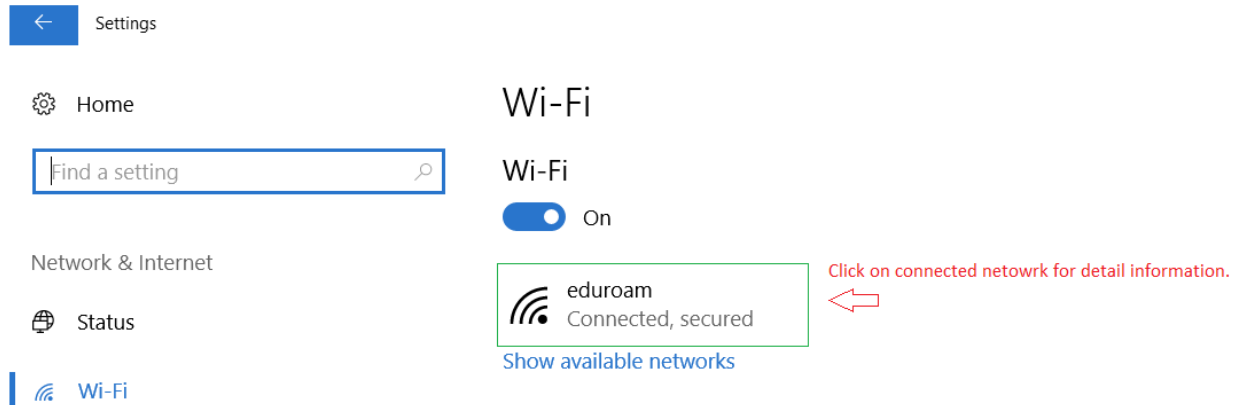 Settings
Home
Find a setting
Network & Internet
Status
Wi-Fi
Wi-Fi
Wi-Fi
On
eduroam
Connected, secured
Show available networks
Click on connected netowrk for detail information.